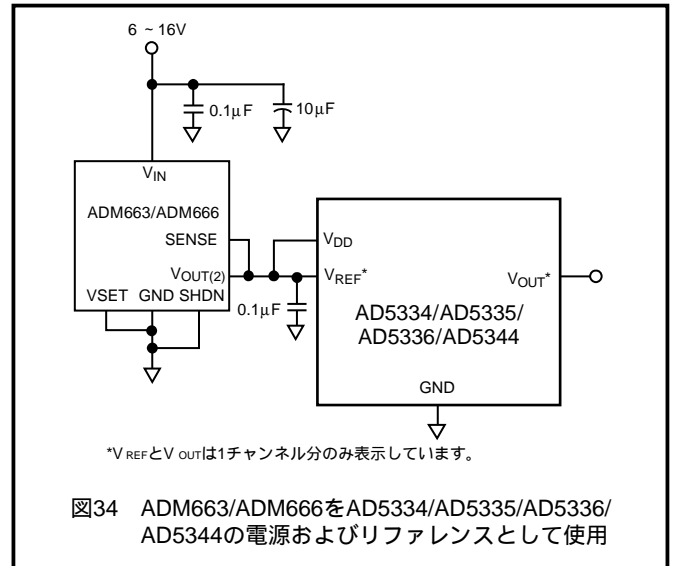 6 ~ 16V
0.1μF
10μF
VIN
ADM663/ADM666
SENSE
VOUT(2)
VSET GND SHDN
0.1μF
VDD
VREF*
VOUT*
AD5334/AD5335/
AD5336/AD5344
GND
*V REFとV OUTは1チャンネル分のみ表示しています。
図34 ADM663/ADM666をAD5334/AD5335/AD5336/
AD5344の電源およびリファレンスとして使用